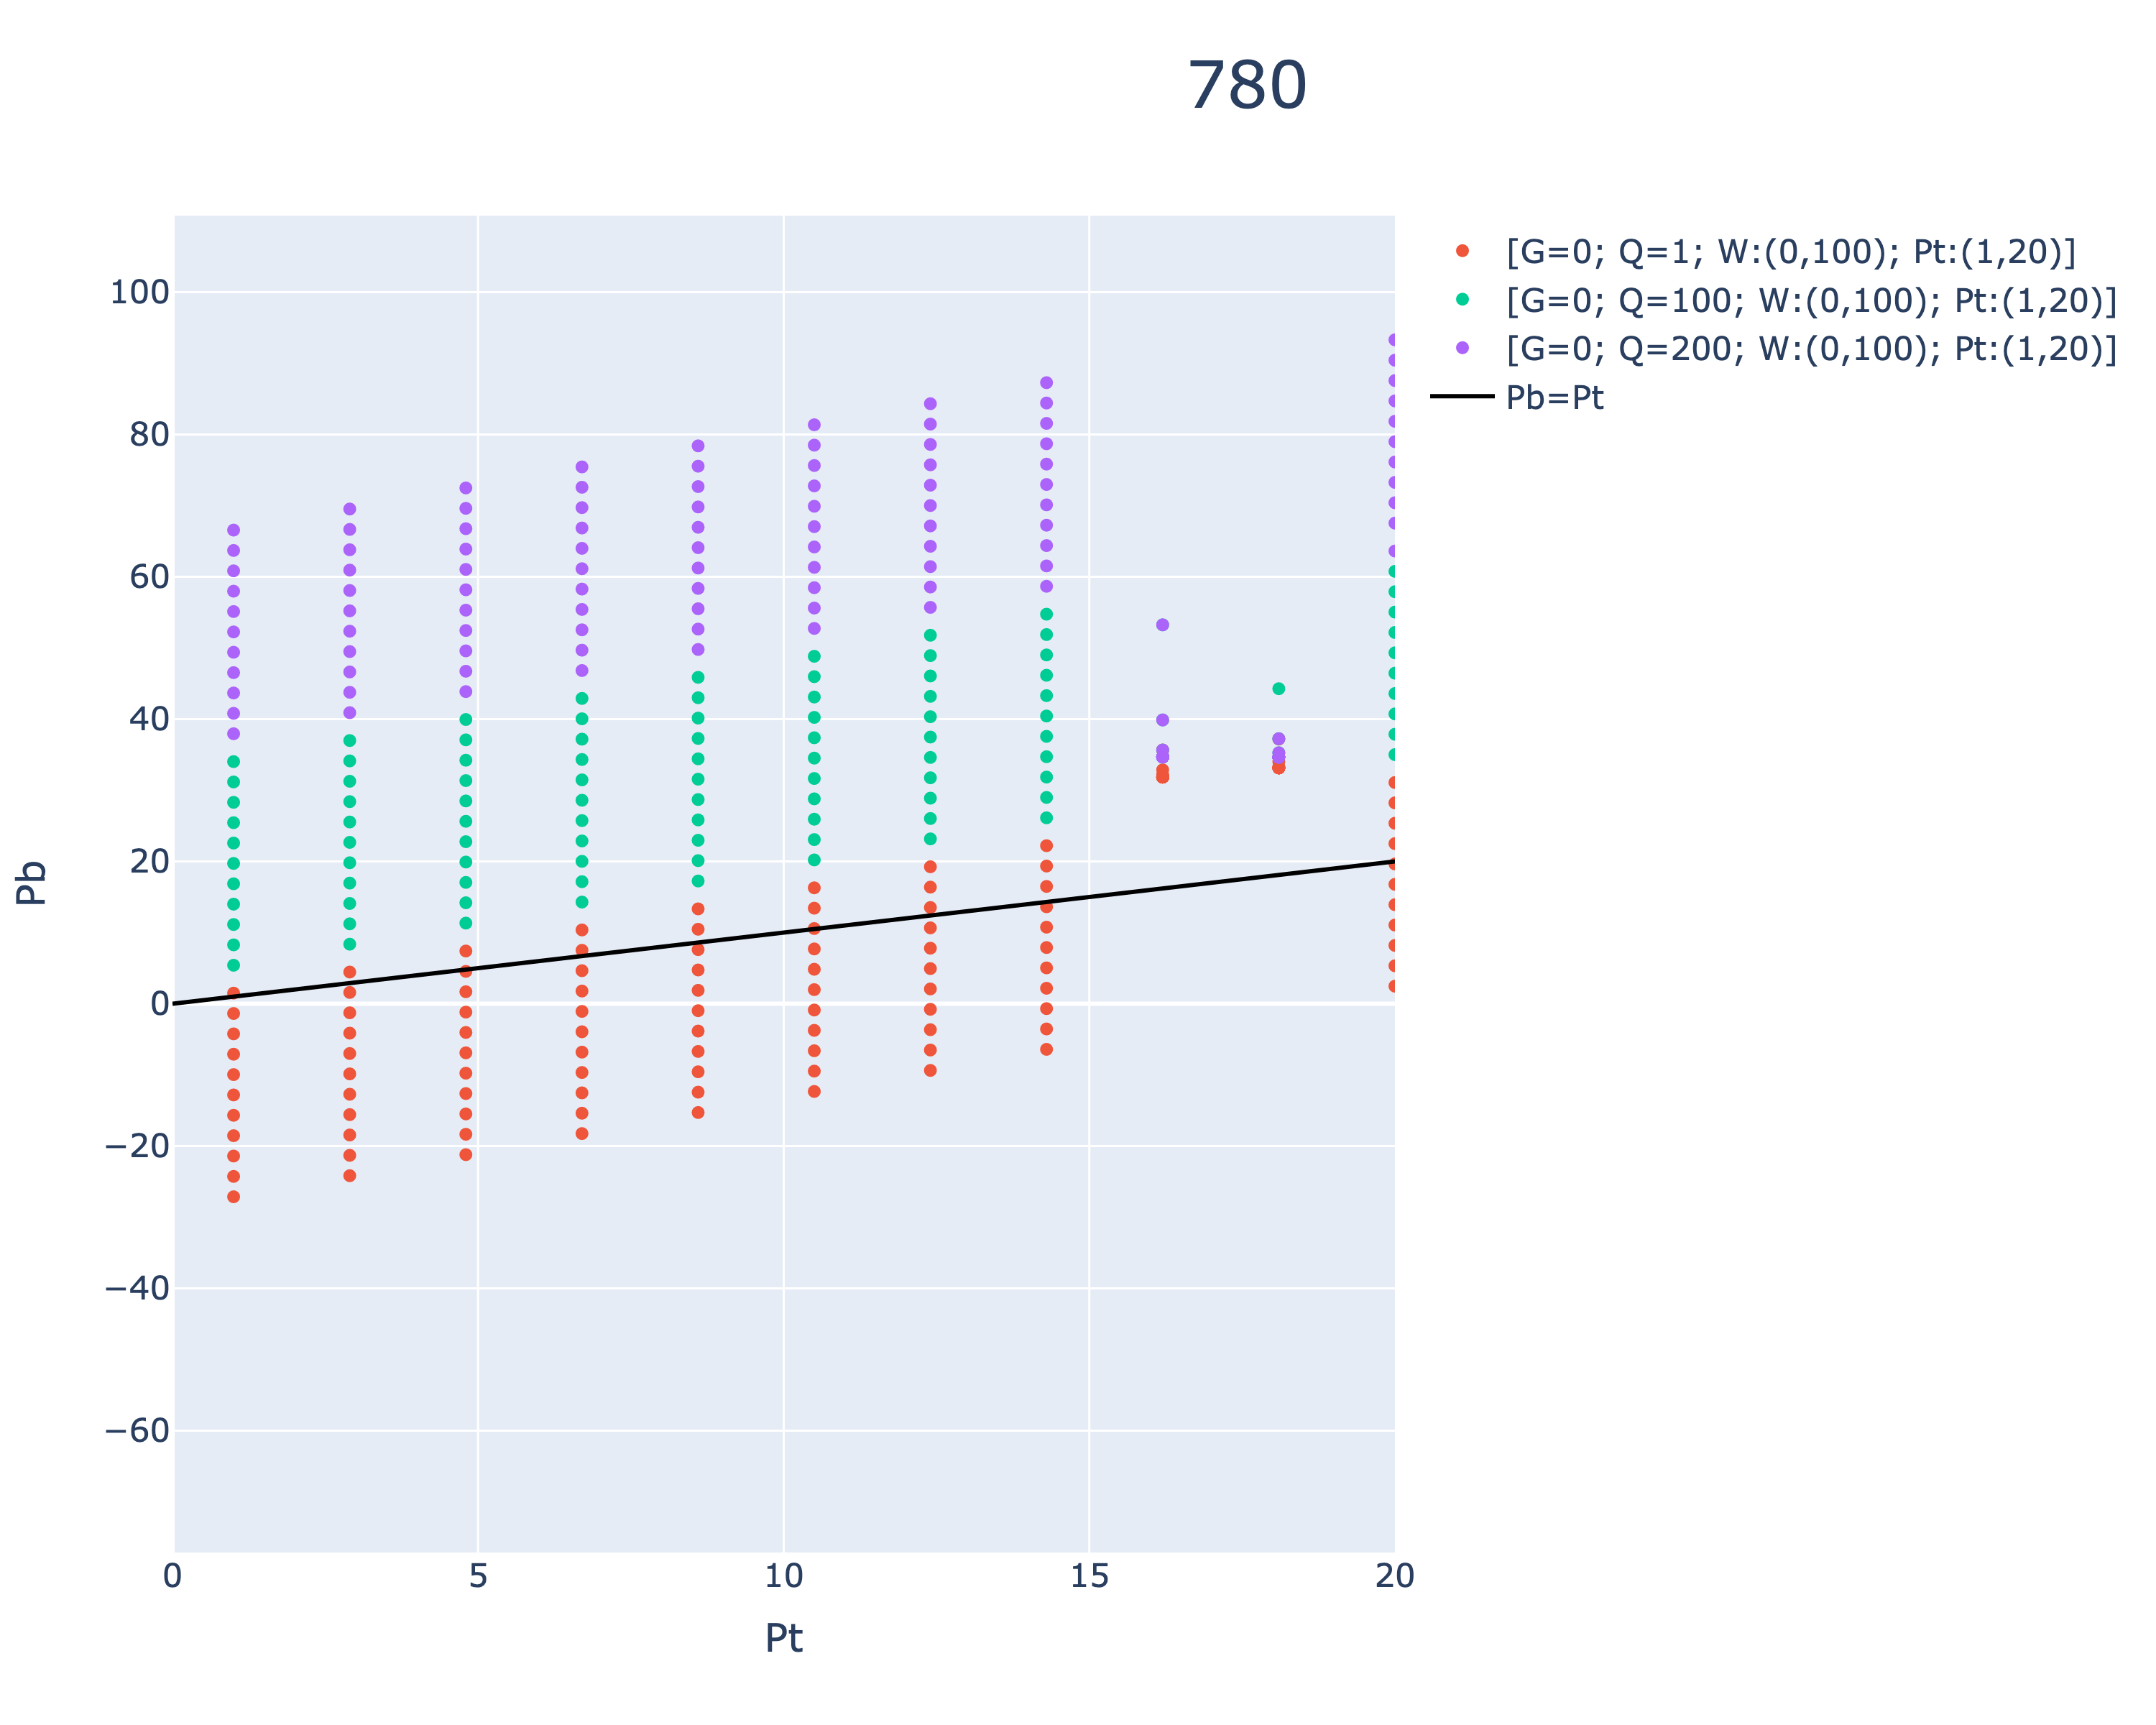 780
[G=0; Q=1; W:(0,100); Pt:(1,20)]
[G=0; Q=100; W:(0,100); Pt:(1,20)]
[G=0; Q=200; W:(0,100); Pt:(1,20)]
Pb=Pt
100
80
60
40
20
0
−20
−40
−60
Pb
0 5 10 15 20
Pt